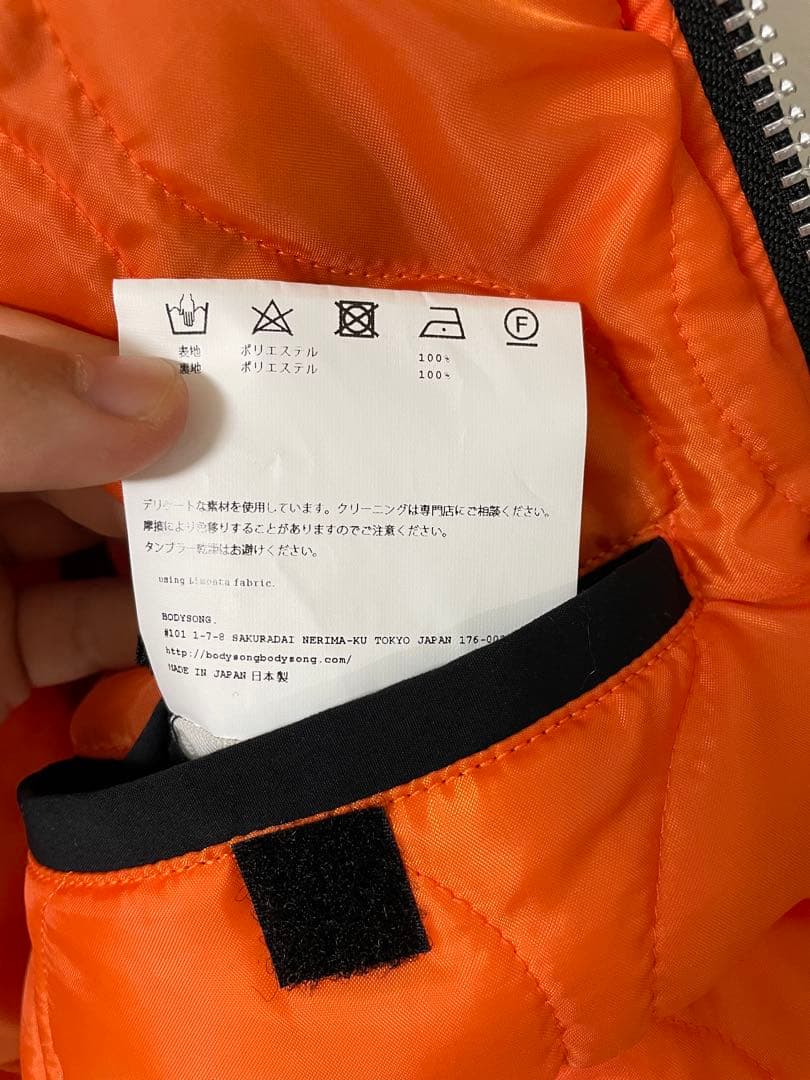 F
表地 ポリエステル 100%
裏地 ポリエステル 100%
デリケートな素材を使用しています。クリーニングは専門店にご相談ください。
摩擦により色移りすることがありますのでご注意ください。
タンブラー乾燥はお避けください。
using Limonta fabric.
BODYSONG.
#101 1-7-8 SAKURADAI NERIMA-KU TOKYO JAPAN
http://bodysongbodysong.com/
MADE IN JAPAN 日本製